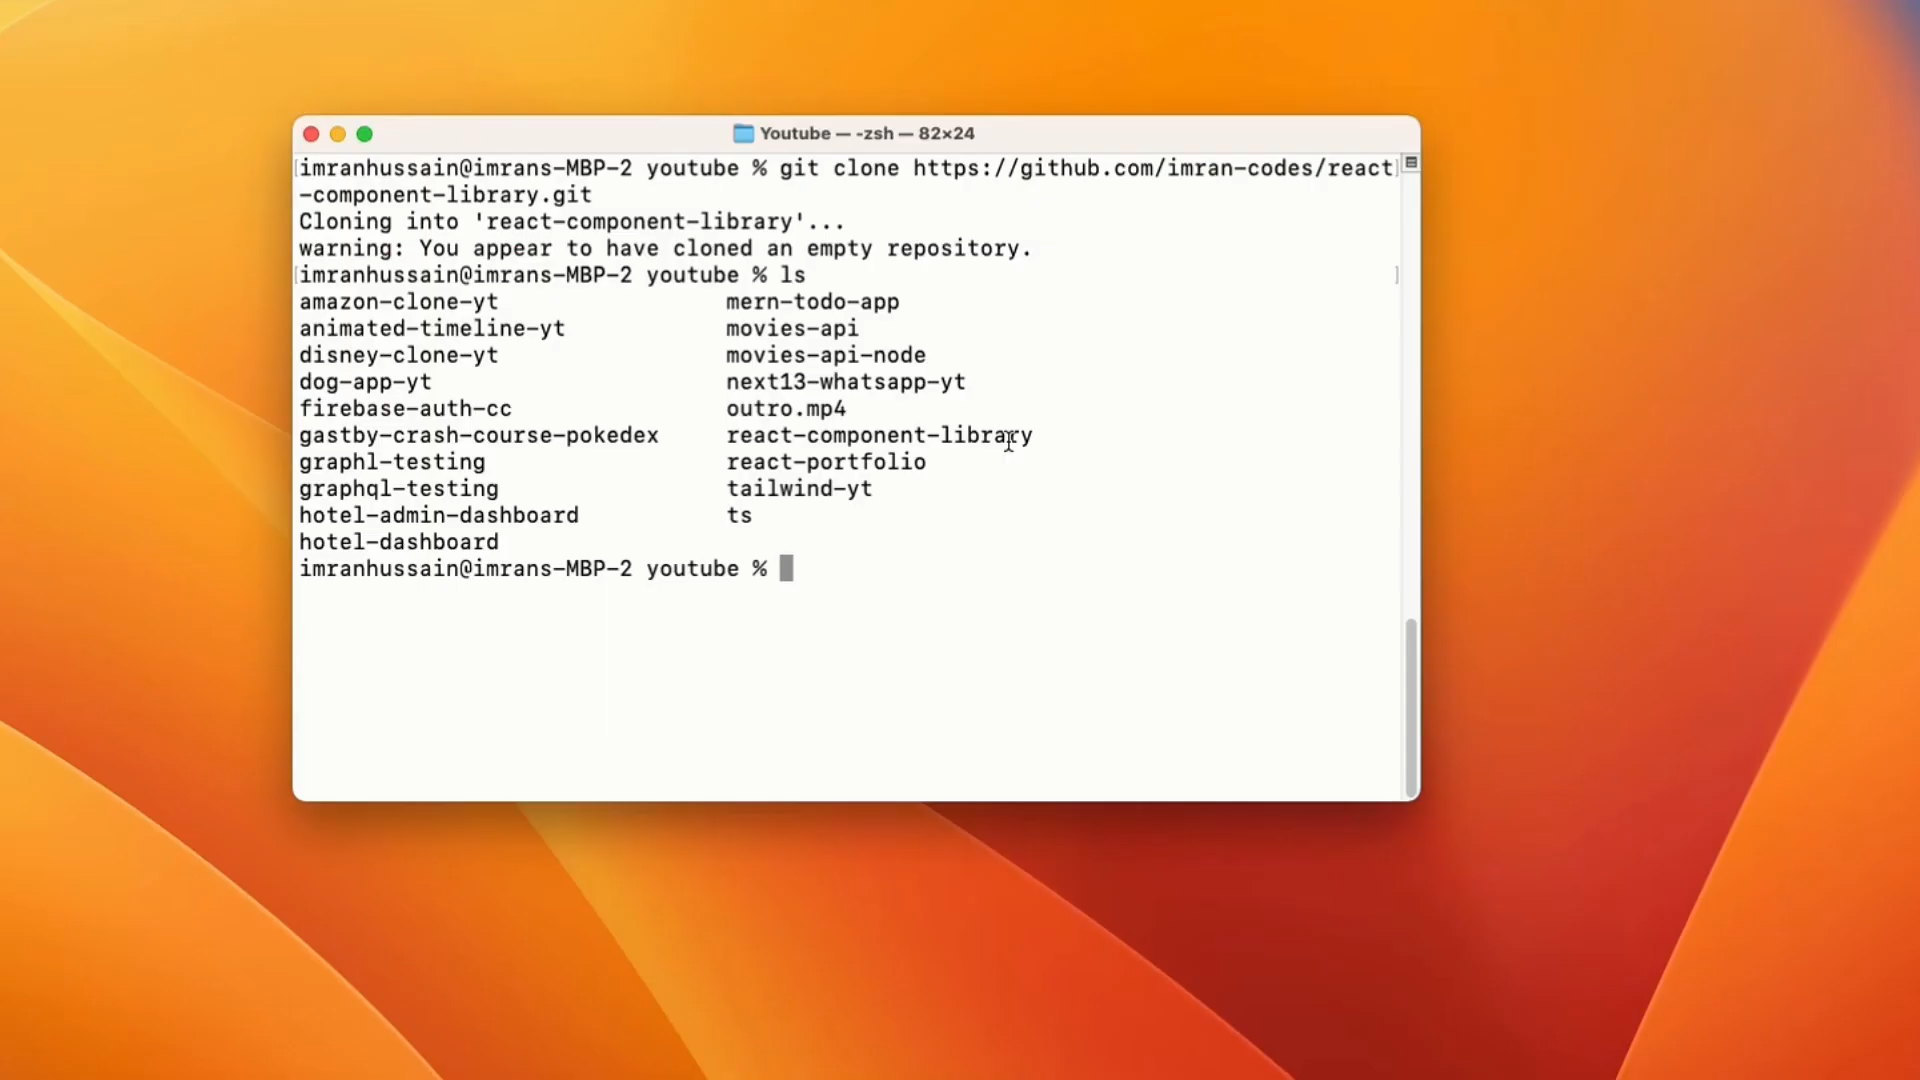 Youtube — -zsh — 82×24
imranhussain@imrans-MBP-2 youtube % git clone https://github.com/imran-codes/react
-component-library.git
Cloning into 'react-component-library'...
warning: You appear to have cloned an empty repository.
imranhussain@imrans-MBP-2 youtube % ls
amazon-clone-yt mern-todo-app
animated-timeline-yt movies-api
disney-clone-yt movies-api-node
dog-app-yt next13-whatsapp-yt
firebase-auth-cc outro.mp4
gastby-crash-course-pokedex react-component-library
graphl-testing react-portfolio
graphql-testing tailwind-yt
hotel-admin-dashboard ts
hotel-dashboard
imranhussain@imrans-MBP-2 youtube %